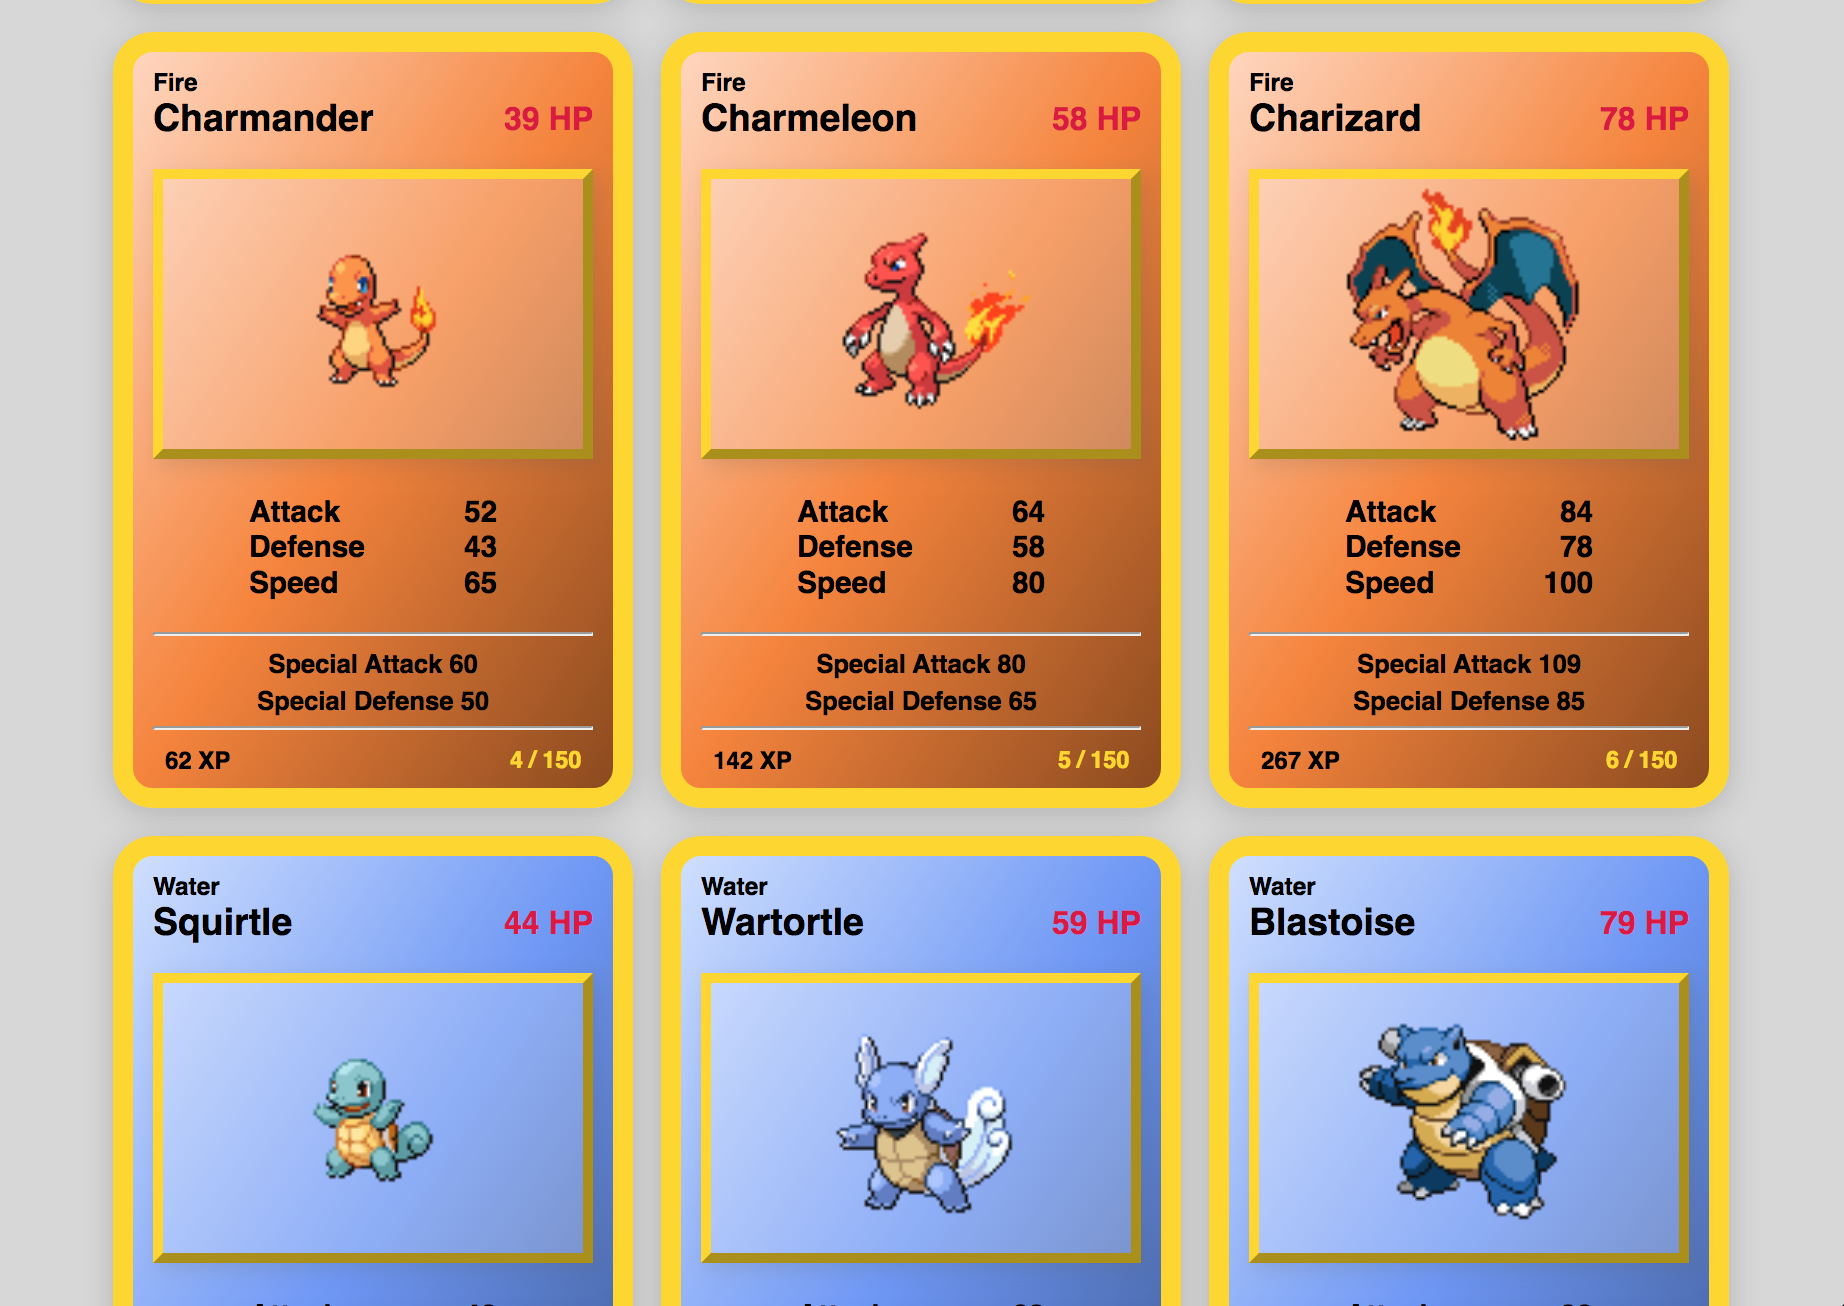 Fire
Charmander 39 HP
Attack 52
Defense 43
Speed 65
Special Attack 60
Special Defense 50
62 XP 4 / 150
Fire
Charmeleon 58 HP
Attack 64
Defense 58
Speed 80
Special Attack 80
Special Defense 65
142 XP 5 / 150
Fire
Charizard 78 HP
Attack 84
Defense 78
Speed 100
Special Attack 109
Special Defense 85
267 XP 6 / 150
Water
Squirtle 44 HP
Water
Wartortle 59 HP
Water
Blastoise 79 HP